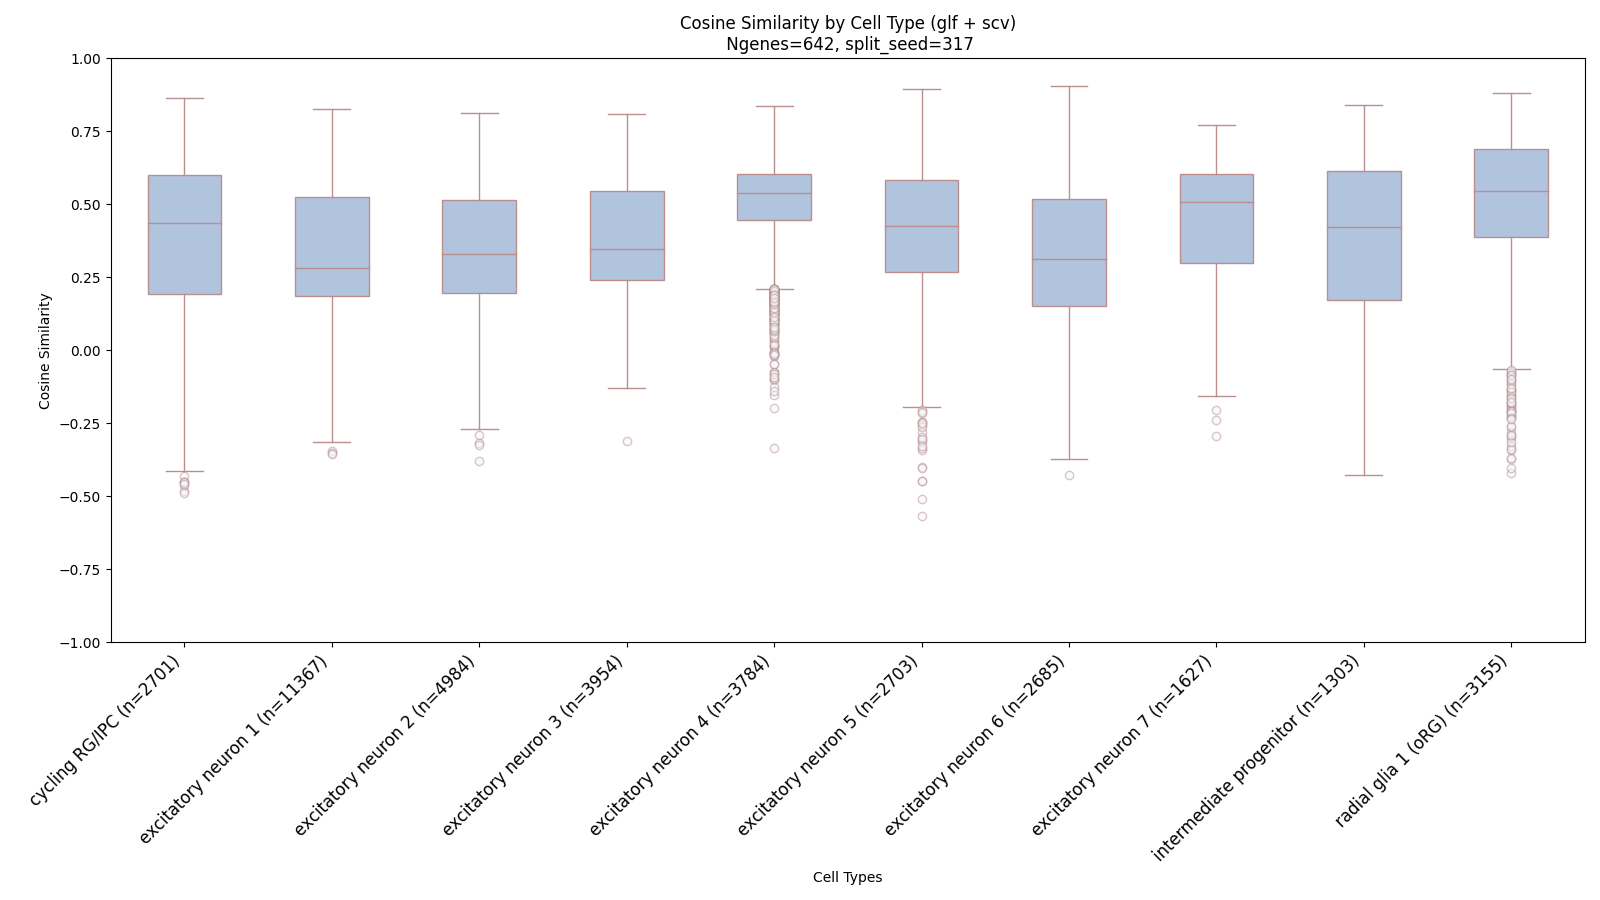 Cosine Similarity by Cell Type (glf + scv)
Ngenes=642, split_seed=317
1.00
0.75
0.50
0.25
0.00
−0.25
−0.50
−0.75
−1.00
Cosine Similarity
cycling RG/IPC (n=2701)
excitatory neuron 1 (n=11367)
excitatory neuron 2 (n=4984)
excitatory neuron 3 (n=3954)
excitatory neuron 4 (n=3784)
excitatory neuron 5 (n=2703)
excitatory neuron 6 (n=2685)
excitatory neuron 7 (n=1627)
intermediate progenitor (n=1303)
radial glia 1 (oRG) (n=3155)
Cell Types